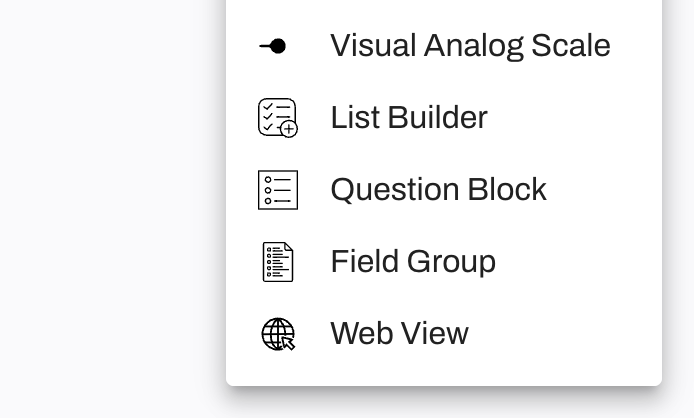 Visual Analog Scale
List Builder
Question Block
Field Group
Web View